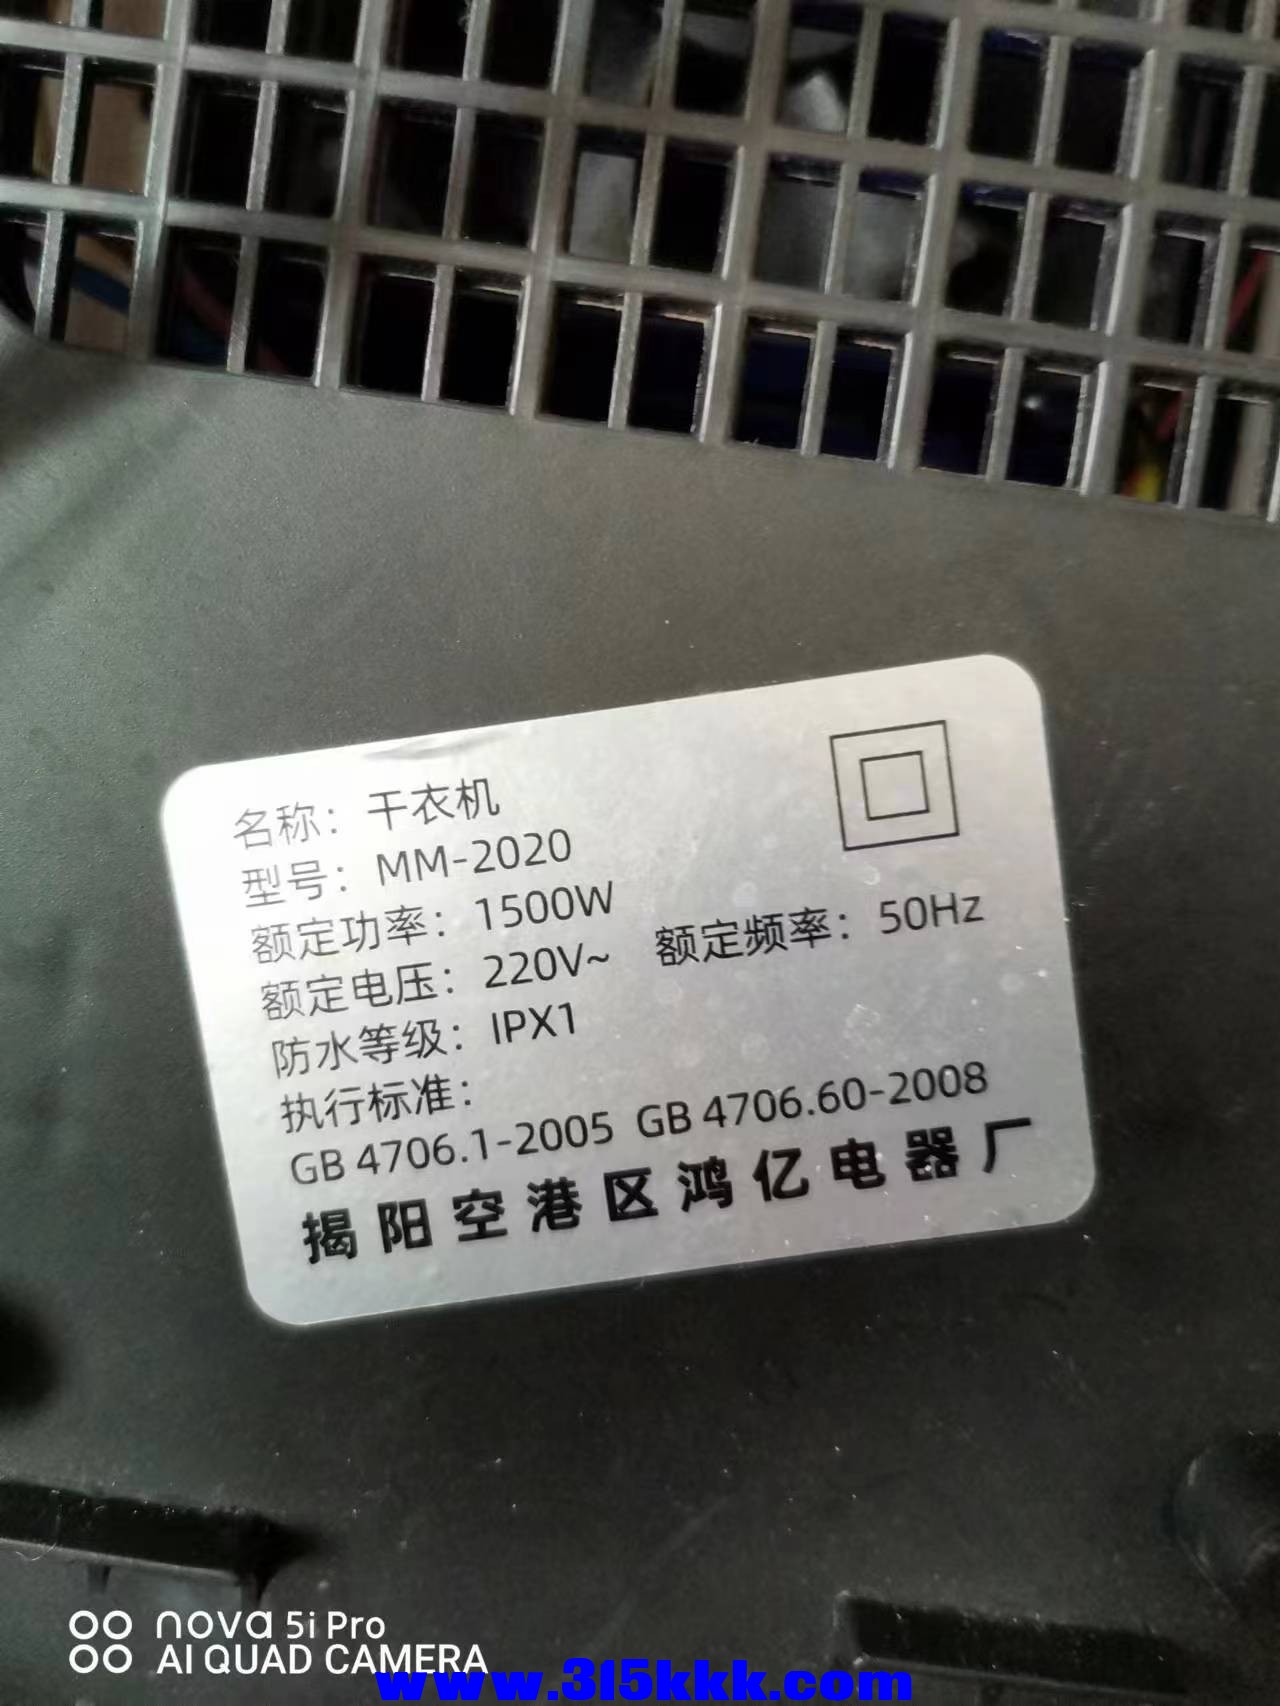 名称：干衣机
型号：MM-2020
额定功率：1500W
额定电压：220V~ 额定频率：50Hz
防水等级：IPX1
执行标准：
GB 4706.1-2005 GB 4706.60-2008
揭阳空港区鸿亿电器厂
nova 5i Pro
AI QUAD CAMERA
www.315kkk.com